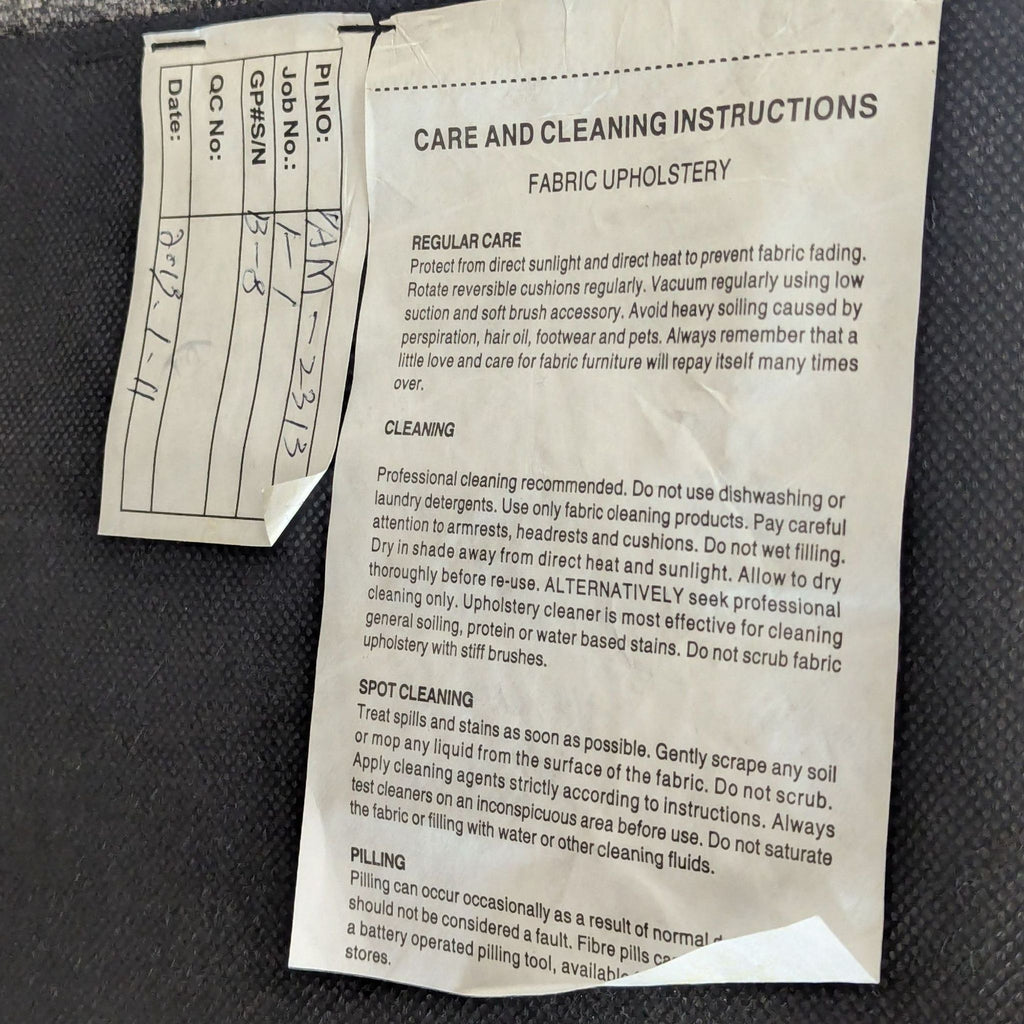 PI NO: VAM-2313
Job No.: 1-1
GP#S/N B-8
QC No:
Date:
CARE AND CLEANING INSTRUCTIONS
FABRIC UPHOLSTERY
REGULAR CARE
Protect from direct sunlight and direct heat to prevent fabric fading.
Rotate reversible cushions regularly. Vacuum regularly using low
suction and soft brush accessory. Avoid heavy soiling caused by
perspiration, hair oil, footwear and pets. Always remember that a
little love and care for fabric furniture will repay itself many times
over.
CLEANING
Professional cleaning recommended. Do not use dishwashing or
laundry detergents. Use only fabric cleaning products. Pay careful
attention to armrests, headrests and cushions. Do not wet filling.
Dry in shade away from direct heat and sunlight. Allow to dry
thoroughly before re-use. ALTERNATIVELY seek professional
cleaning only. Upholstery cleaner is most effective for cleaning
general soiling, protein or water based stains. Do not scrub fabric
upholstery with stiff brushes.
SPOT CLEANING
Treat spills and stains as soon as possible. Gently scrape any soil
or mop any liquid from the surface of the fabric. Do not scrub.
Apply cleaning agents strictly according to instructions. Always
test cleaners on an inconspicuous area before use. Do not saturate
the fabric or filling with water or other cleaning fluids.
PILLING
Pilling can occur occasionally as a result of normal
should not be considered a fault. Fibre pills
a battery operated pilling tool,
stores.